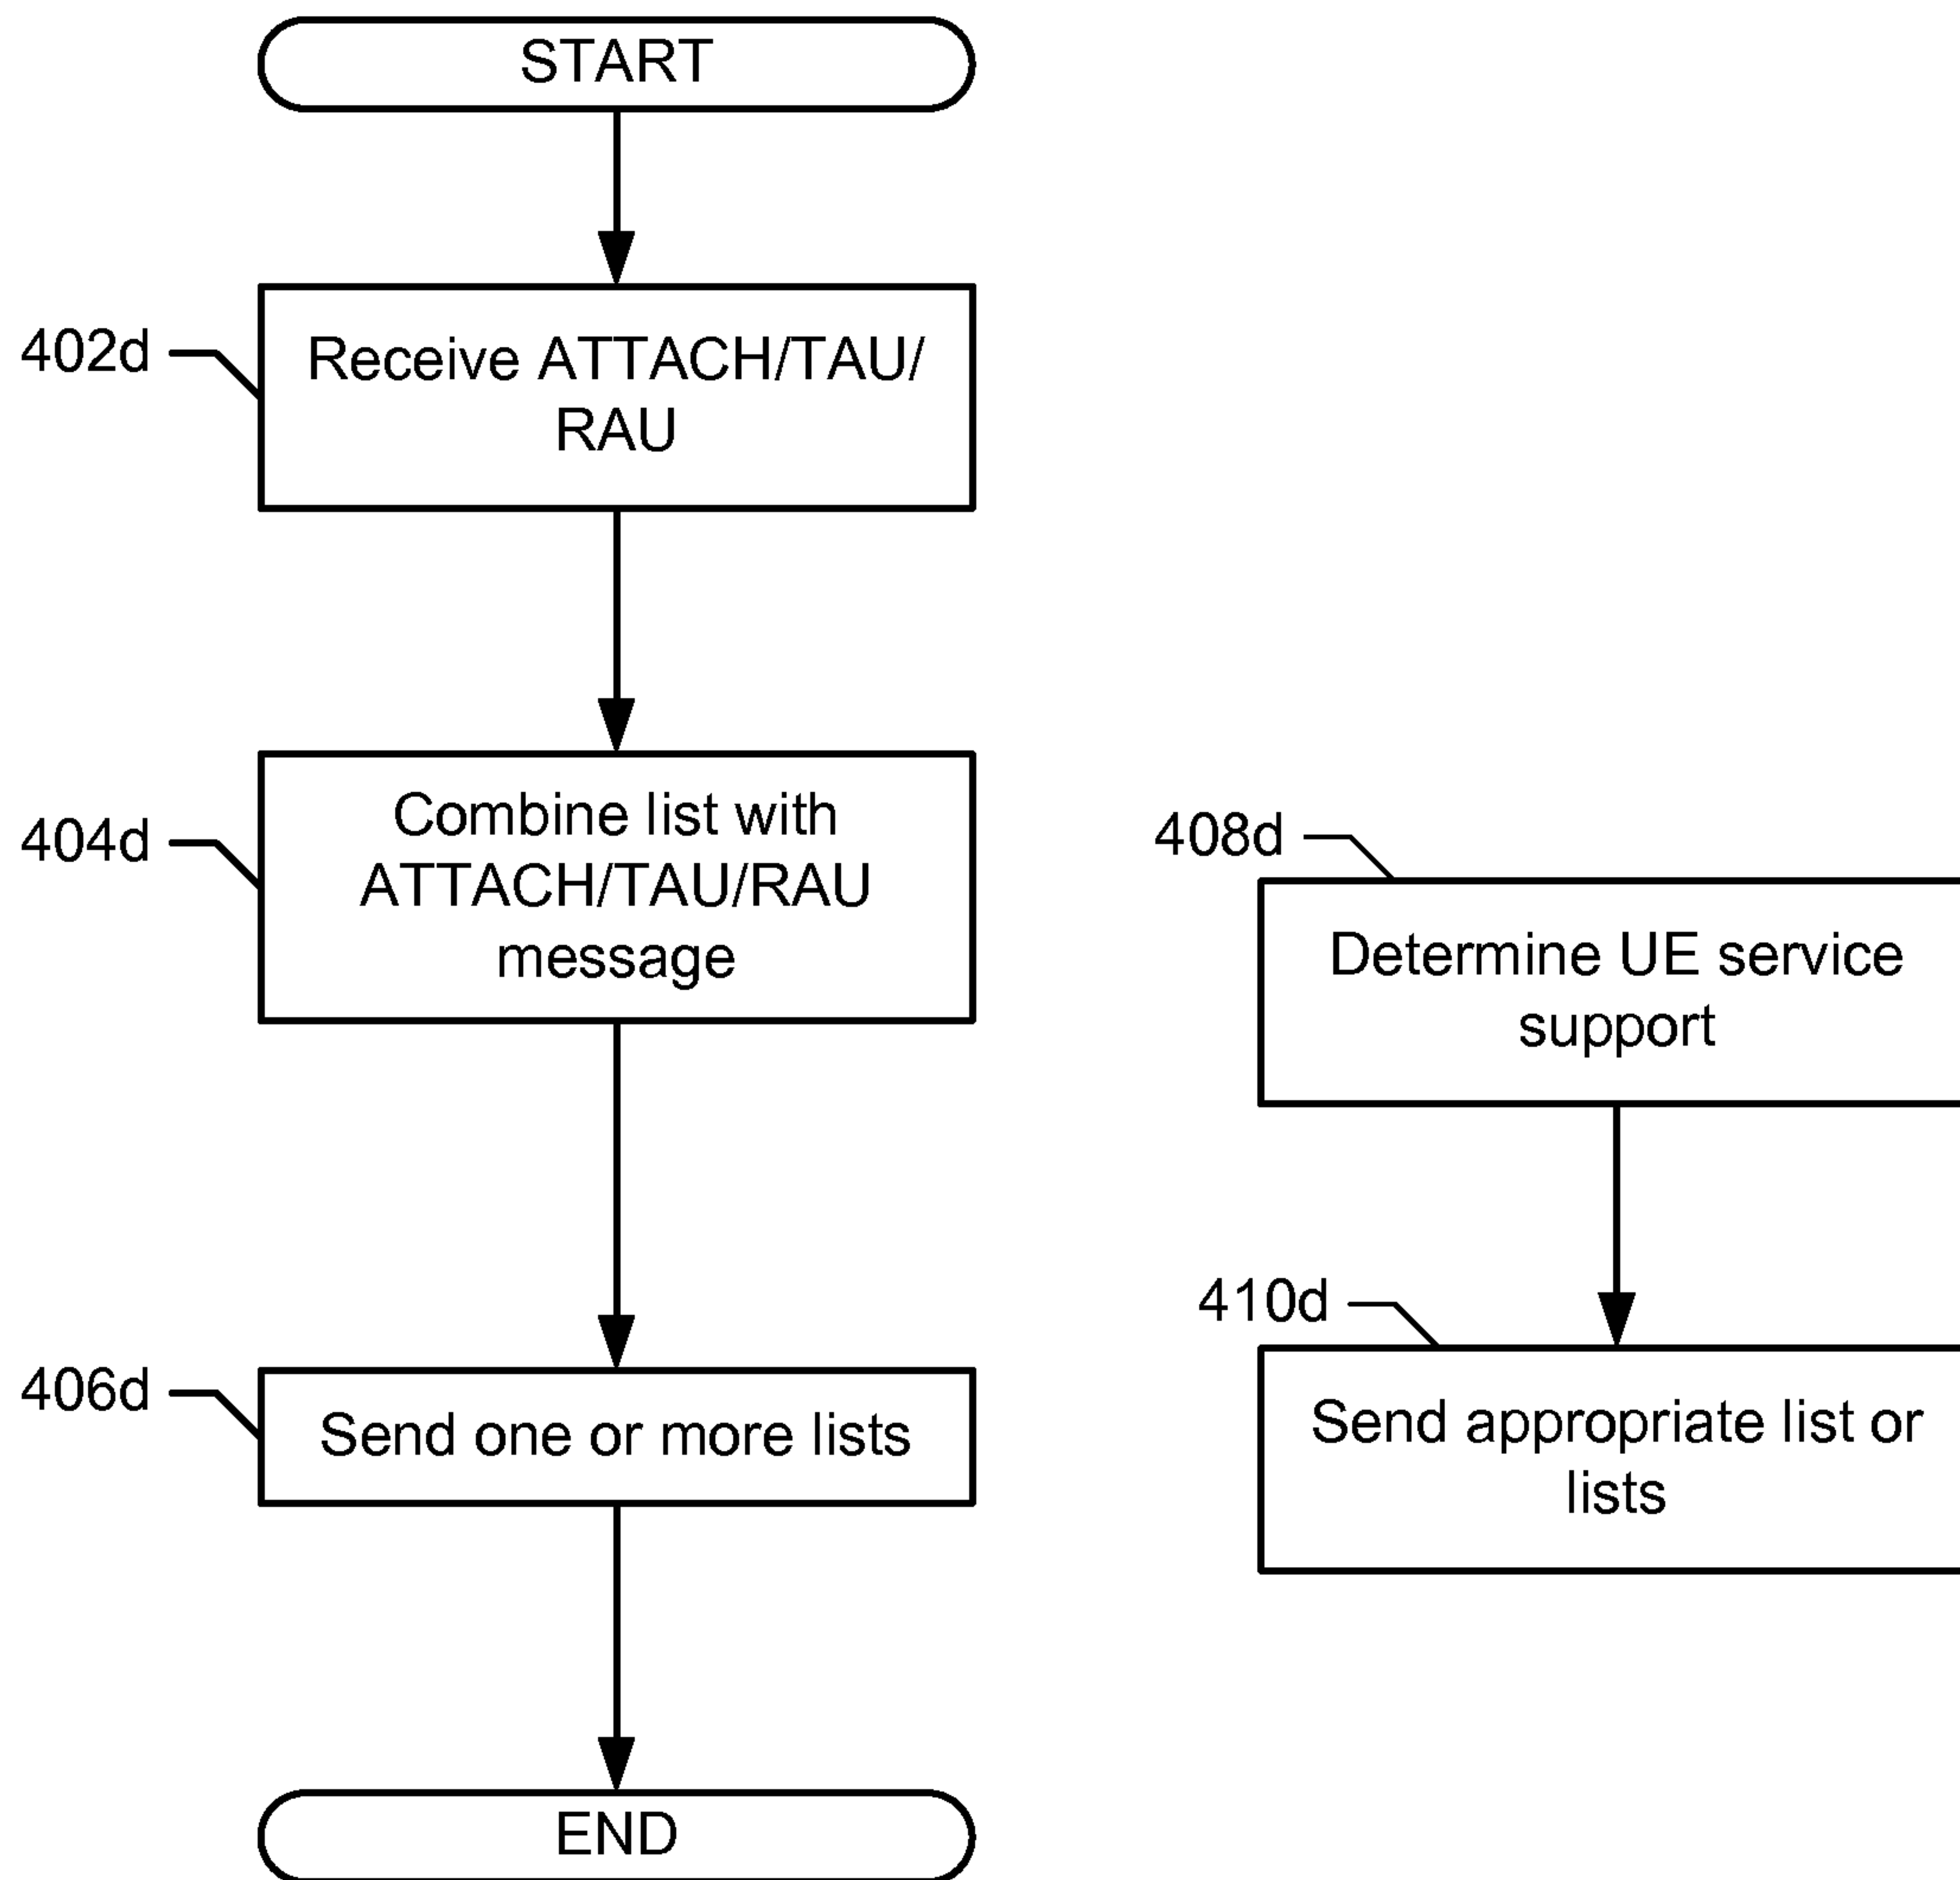 START
402d
Receive ATTACH/TAU/
RAU
404d
Combine list with
ATTACH/TAU/RAU
message
406d
Send one or more lists
END
408d
Determine UE service
support
410d
Send appropriate list or
lists